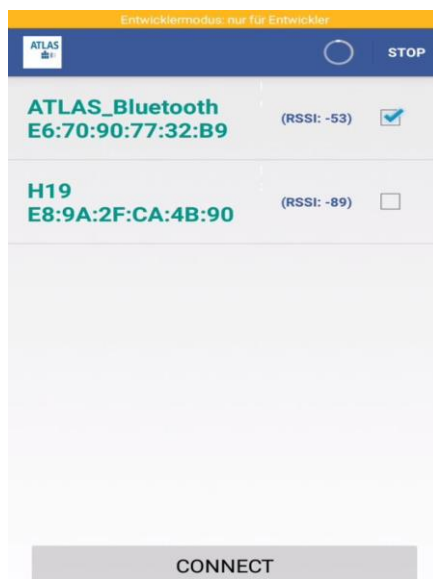 Entwicklermodus: nur für Entwickler
ATLAS
STOP
ATLAS_Bluetooth
E6:70:90:77:32:B9
(RSSI: -53)
H19
E8:9A:2F:CA:4B:90
(RSSI: -89)
CONNECT